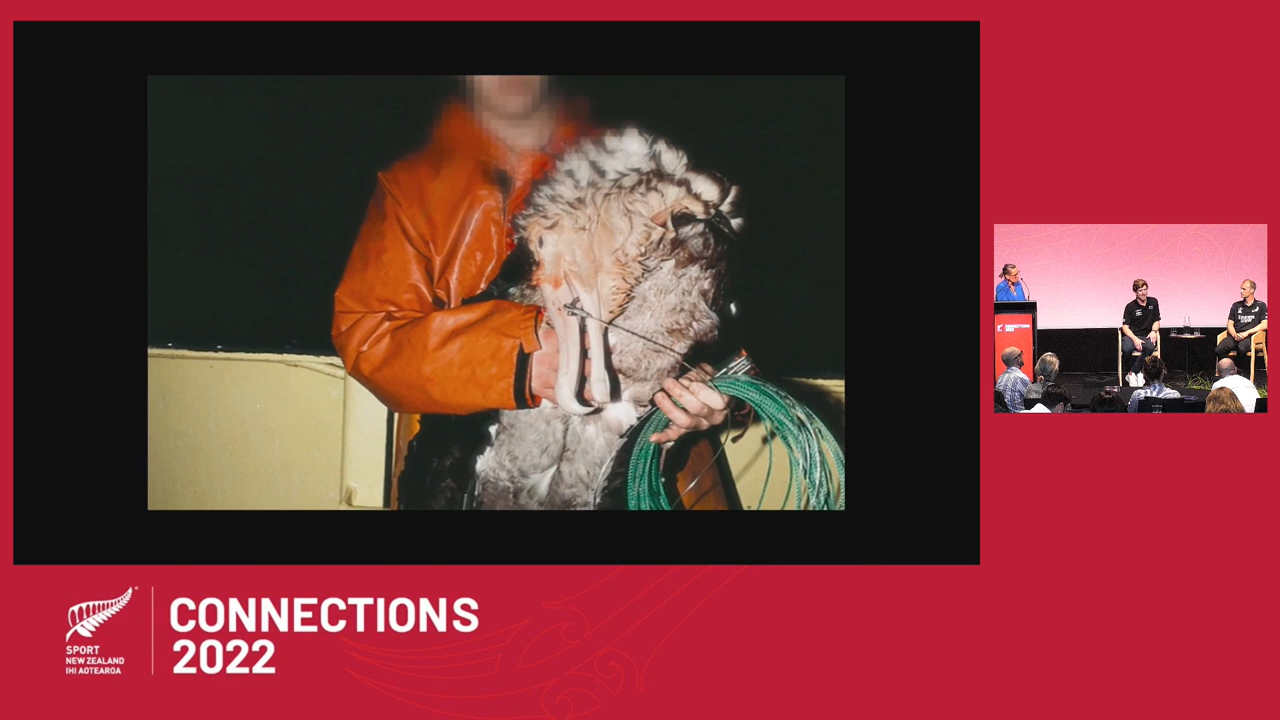 CONNECTIONS
2022
SPORT
NEW ZEALAND
IHI AOTEAROA